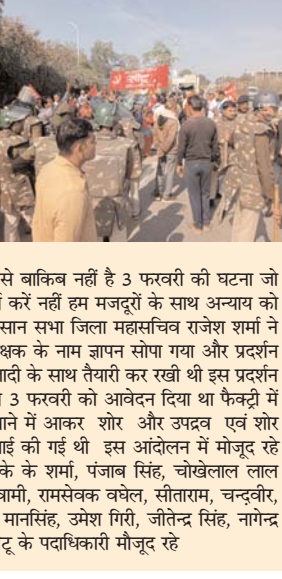 से बाकिब नहीं है 3 फरवरी की घटना जो
करें नहीं हम मजदूरों के साथ अन्याय को
सान सभा जिला महासचिव राजेश शर्मा ने
क्षक के नाम ज्ञापन सोपा गया और प्रदर्शन
ादी के साथ तैयारी कर रखी थी इस प्रदर्शन
3 फरवरी को आवेदन दिया था फैक्ट्री में
ाने में आकर शोर और उपद्रव एवं शोर
ाई की गई थी इस आंदोलन में मोजूद रहे
के के शर्मा, पंजाब सिंह, चोखेलाल लाल
वामी, रामसेवक वघेल, सीताराम, चन्द्रवीर,
मानसिंह, उमेश गिरी, जीतेन्द्र सिंह, नागेन्द्र
टू के पदाधिकारी मौजूद रहे